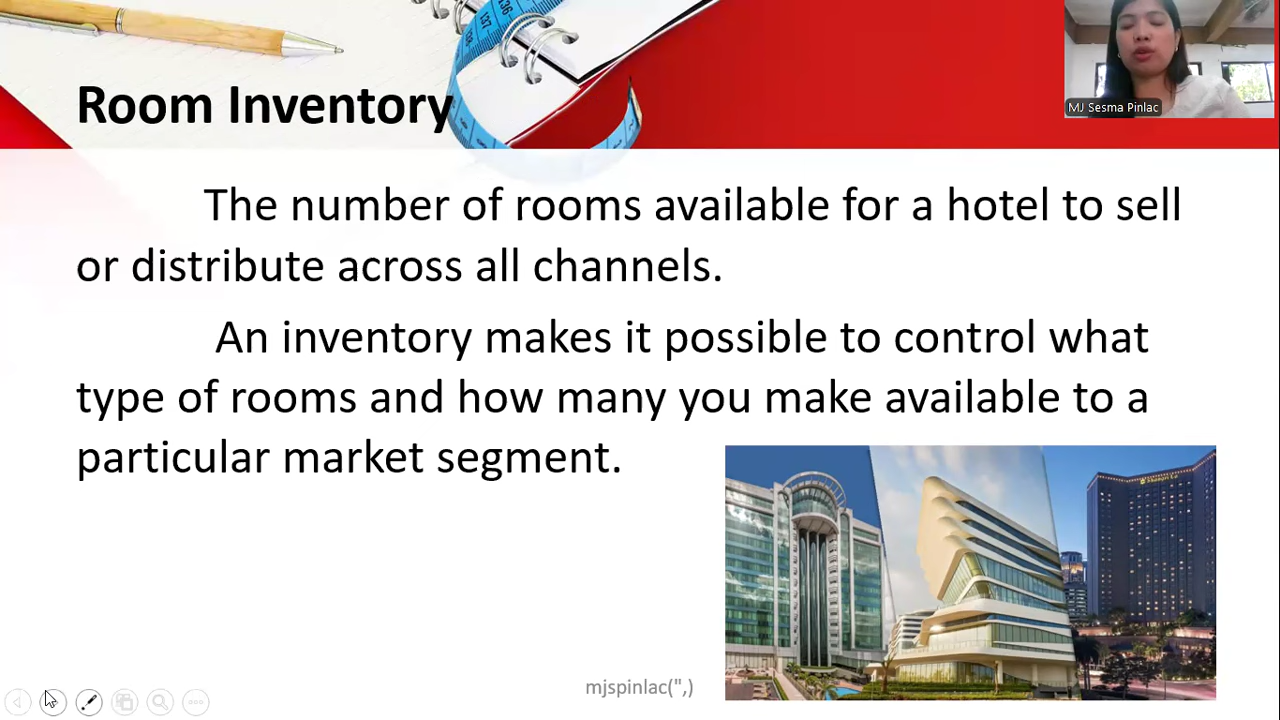 MJ Sesma Pinlac
Room Inventory
The number of rooms available for a hotel to sell
or distribute across all channels.
An inventory makes it possible to control what
type of rooms and how many you make available to a
particular market segment.
mjspinlac(",)